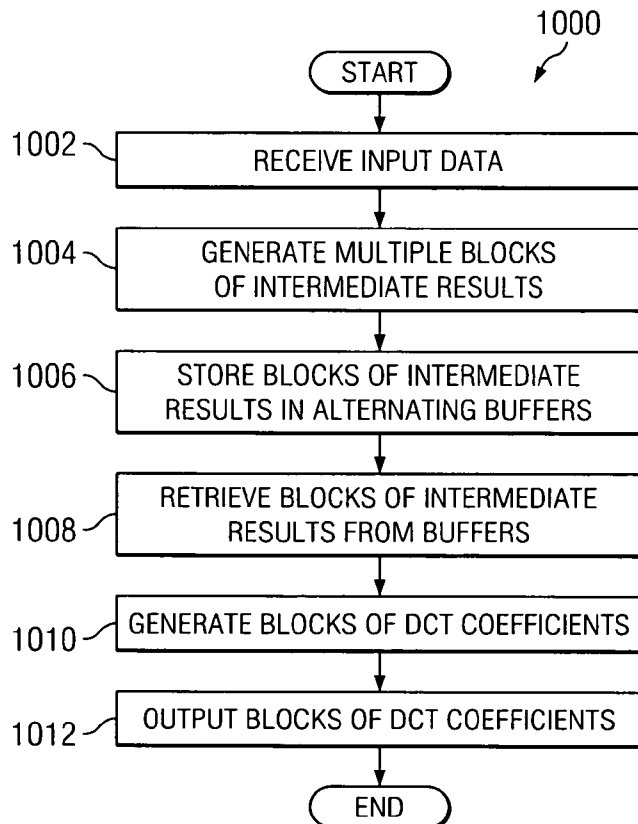 1000
START
1002
RECEIVE INPUT DATA
1004
GENERATE MULTIPLE BLOCKS
OF INTERMEDIATE RESULTS
1006
STORE BLOCKS OF INTERMEDIATE
RESULTS IN ALTERNATING BUFFERS
1008
RETRIEVE BLOCKS OF INTERMEDIATE
RESULTS FROM BUFFERS
1010
GENERATE BLOCKS OF DCT COEFFICIENTS
1012
OUTPUT BLOCKS OF DCT COEFFICIENTS
END